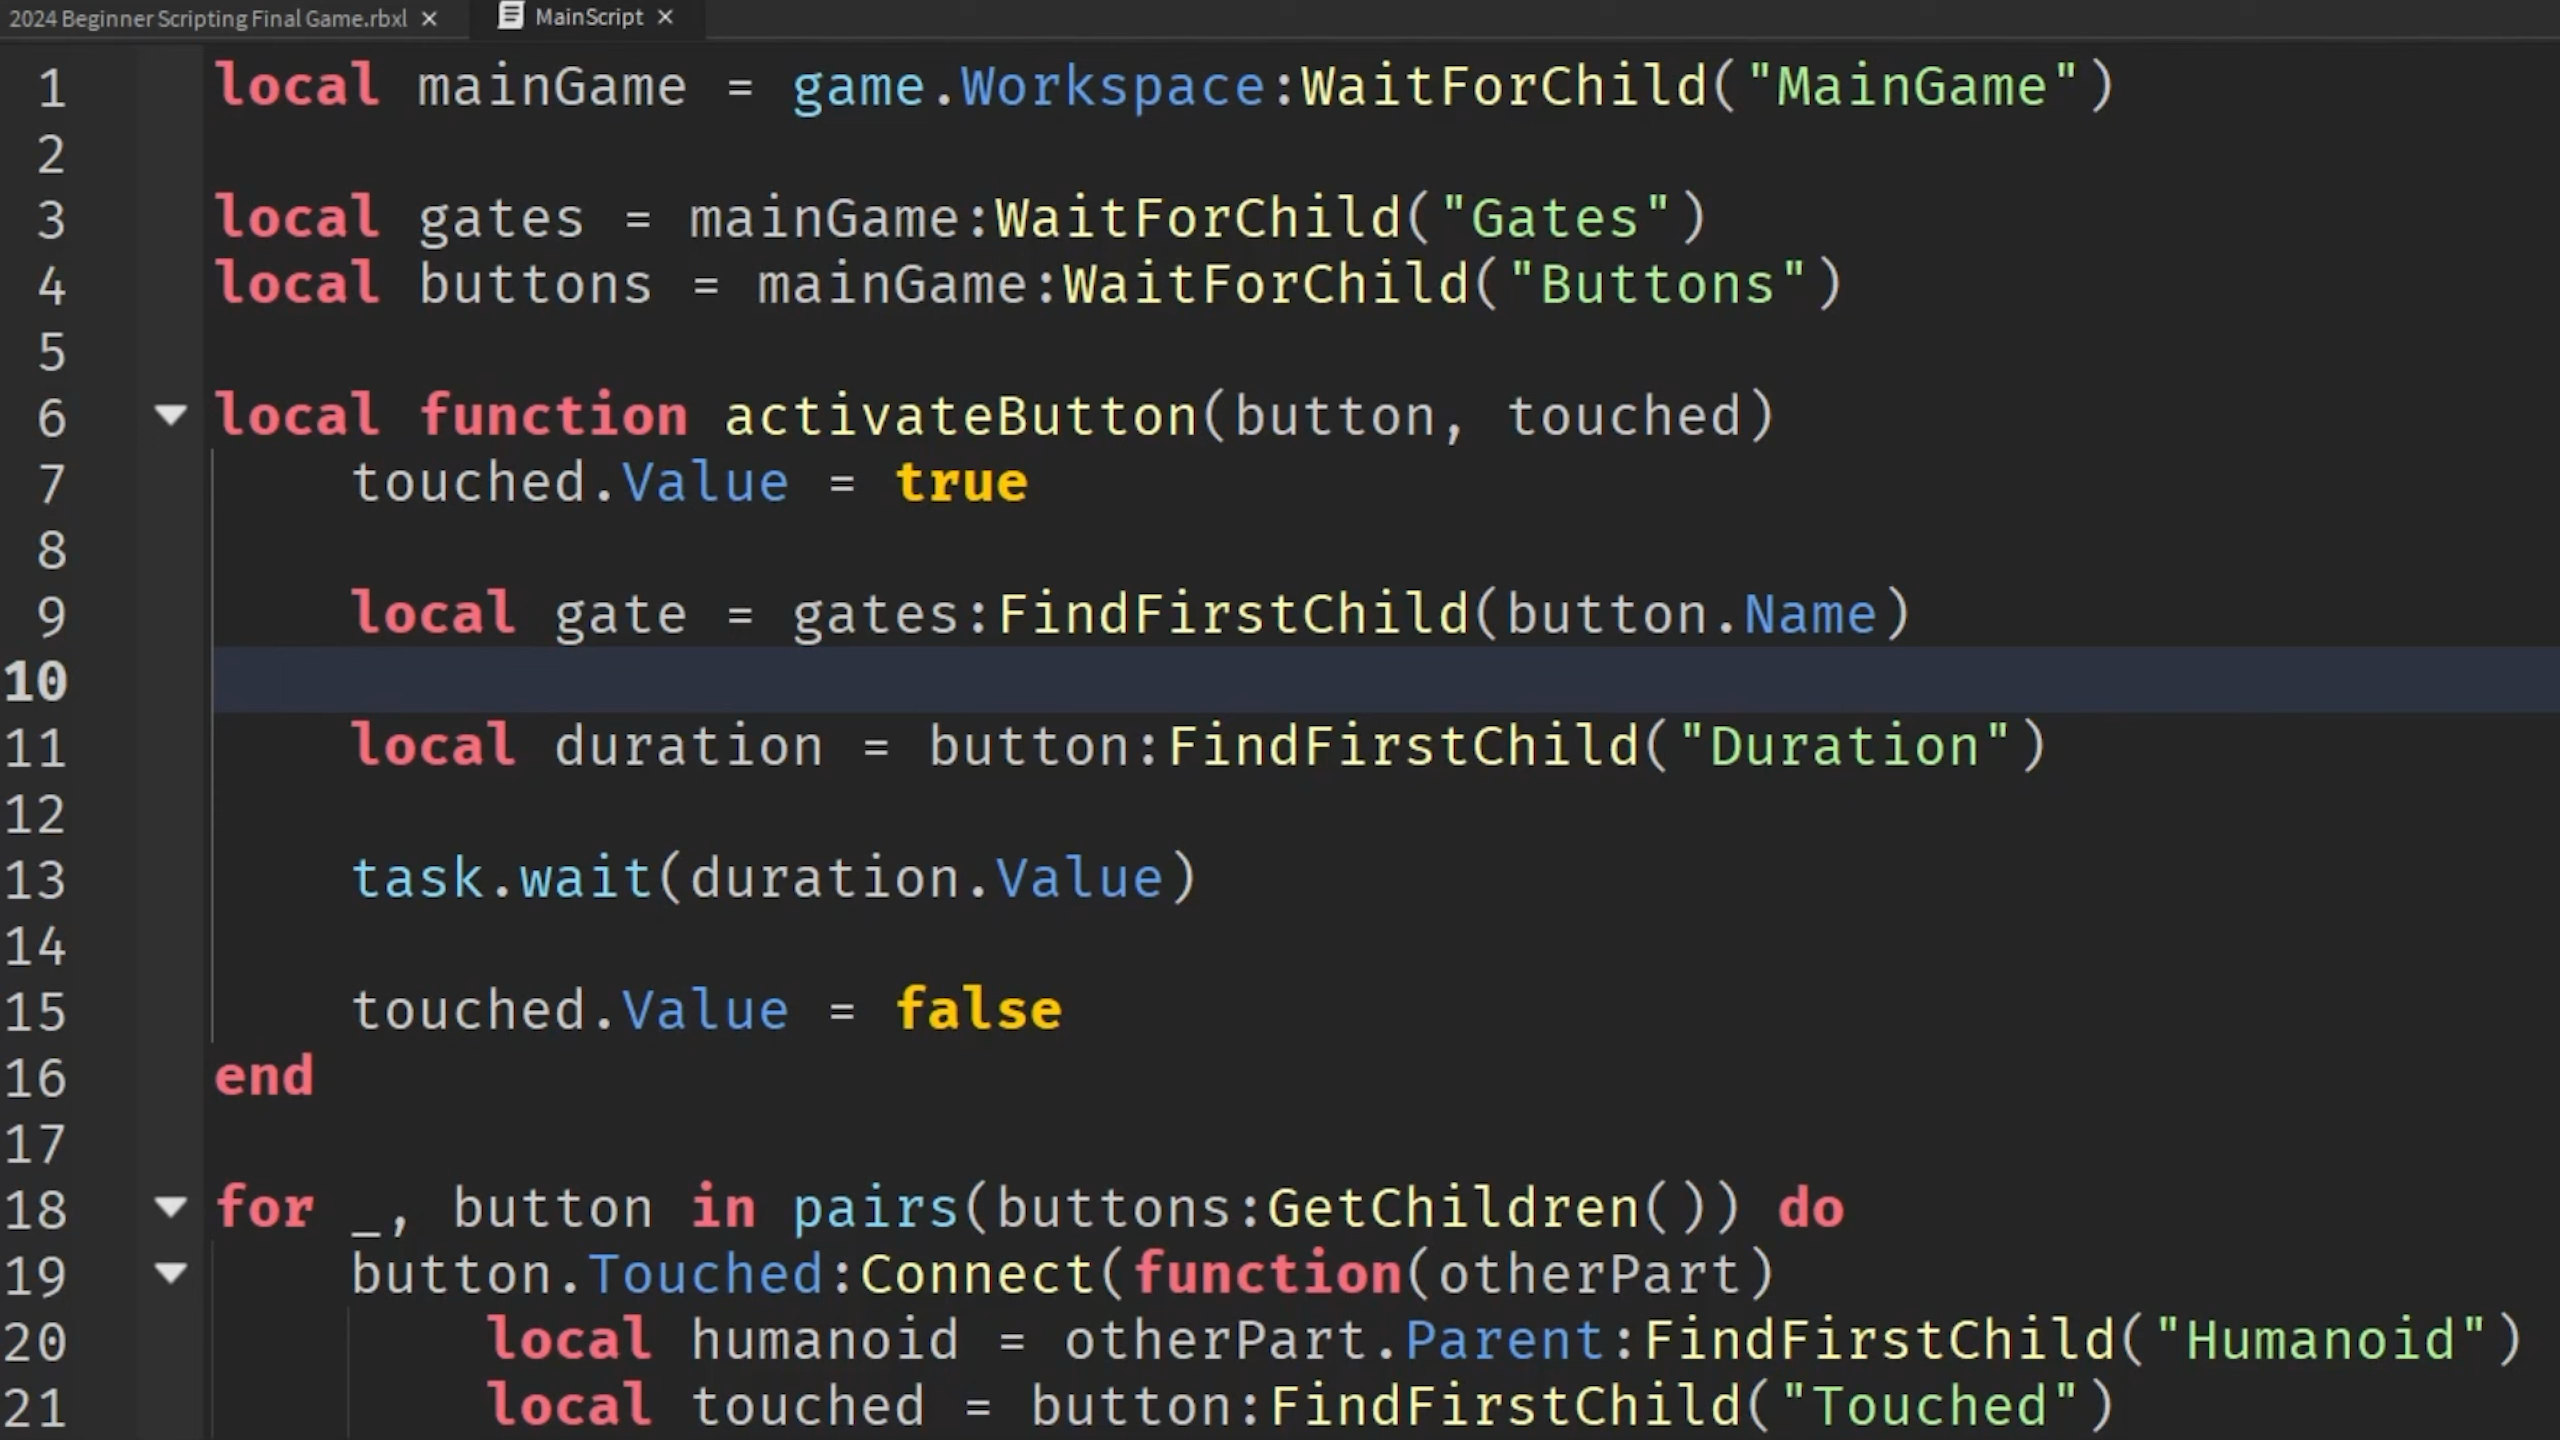 2024 Beginner Scripting Final Game.rbxl × MainScript ×
1 local mainGame = game.Workspace:WaitForChild("MainGame")
2
3 local gates = mainGame:WaitForChild("Gates")
4 local buttons = mainGame:WaitForChild("Buttons")
5
6 local function activateButton(button, touched)
7 touched.Value = true
8
9 local gate = gates:FindFirstChild(button.Name)
10
11 local duration = button:FindFirstChild("Duration")
12
13 task.wait(duration.Value)
14
15 touched.Value = false
16 end
17
18 for _, button in pairs(buttons:GetChildren()) do
19 button.Touched:Connect(function(otherPart)
20 local humanoid = otherPart.Parent:FindFirstChild("Humanoid")
21 local touched = button:FindFirstChild("Touched")